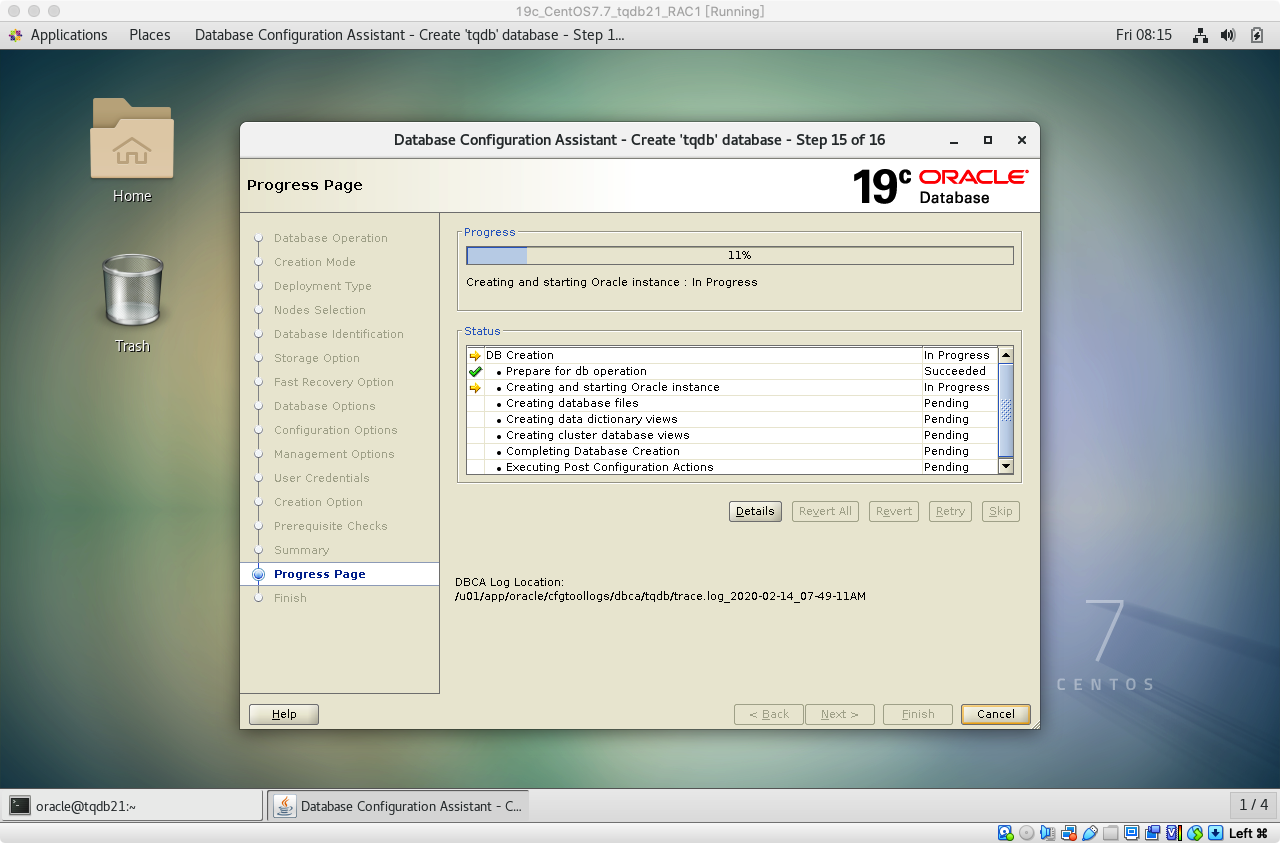 19c_CentOS7.7_tqdb21_RAC1 [Running]
Applications Places Database Configuration Assistant - Create 'tqdb' database - Step 1... Fri 08:15
Home
Trash
Database Configuration Assistant - Create 'tqdb' database - Step 15 of 16
Progress Page
19c ORACLE Database
Database Operation
Creation Mode
Deployment Type
Nodes Selection
Database Identification
Storage Option
Fast Recovery Option
Database Options
Configuration Options
Management Options
User Credentials
Creation Option
Prerequisite Checks
Summary
Progress Page
Finish
Progress
11%
Creating and starting Oracle instance : In Progress
Status
DB Creation In Progress
Prepare for db operation Succeeded
Creating and starting Oracle instance In Progress
Creating database files Pending
Creating data dictionary views Pending
Creating cluster database views Pending
Completing Database Creation Pending
Executing Post Configuration Actions Pending
Details Revert All Revert Retry Skip
DBCA Log Location:
/u01/app/oracle/cfgtoollogs/dbca/tqdb/trace.log_2020-02-14_07-49-11AM
Help < Back Next > Finish Cancel
7
CENTOS
oracle@tqdb21:~ Database Configuration Assistant - C... 1 / 4
Left ⌘